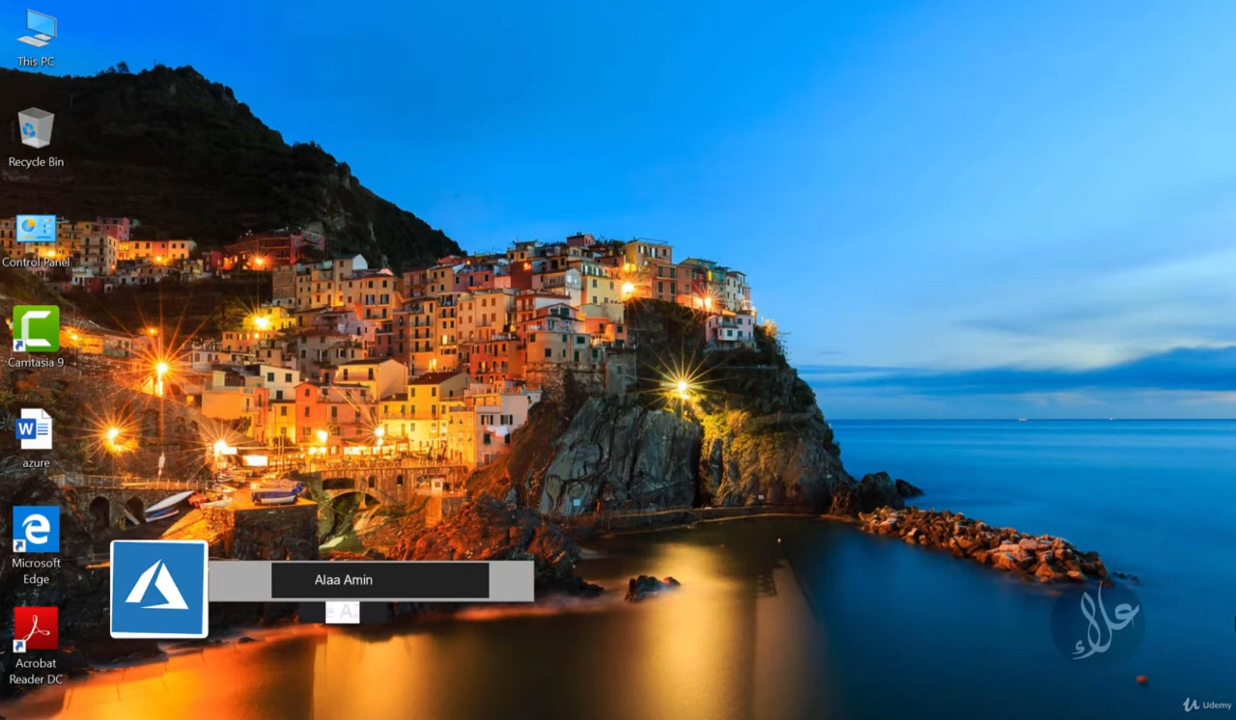 This PC
Recycle Bin
Control Panel
Camtasia 9
azure
Microsoft
Edge
Acrobat
Reader DC
Alaa Amin
علاء
Udemy